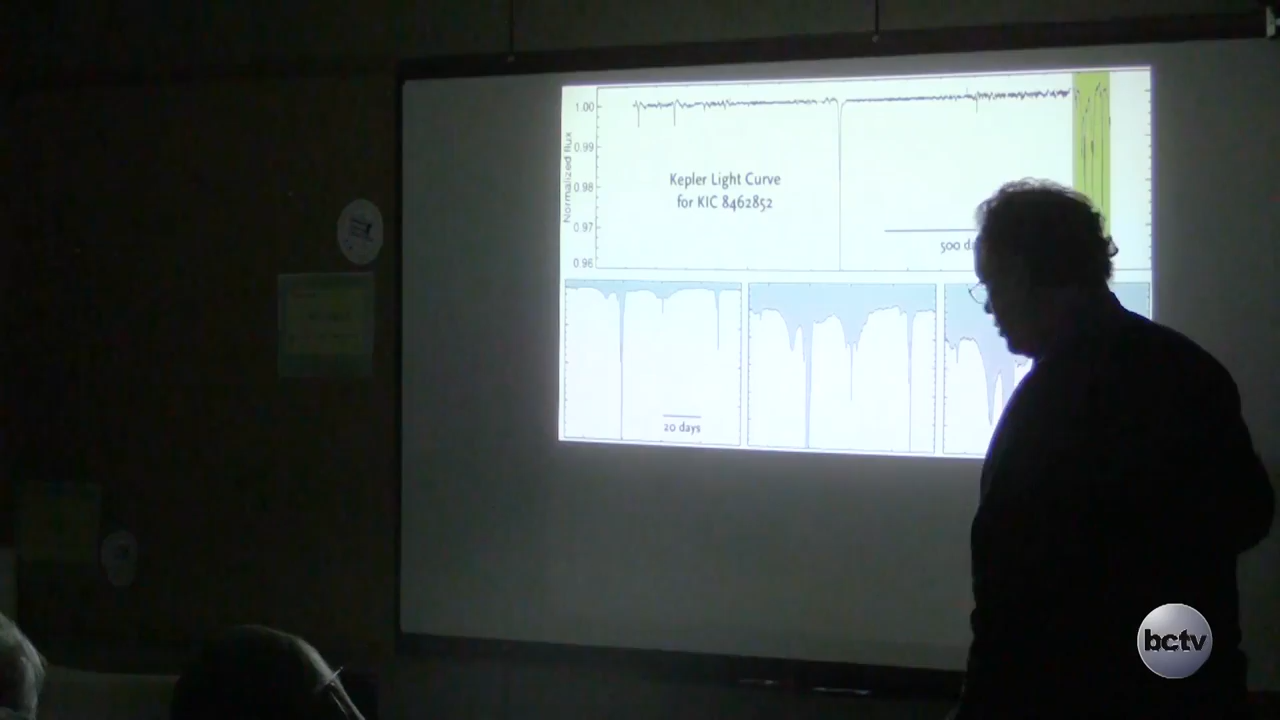 1.00
0.99
0.98
0.97
0.96
Normalized flux
Kepler Light Curve
for KIC 8462852
500 da
20 days
bctv